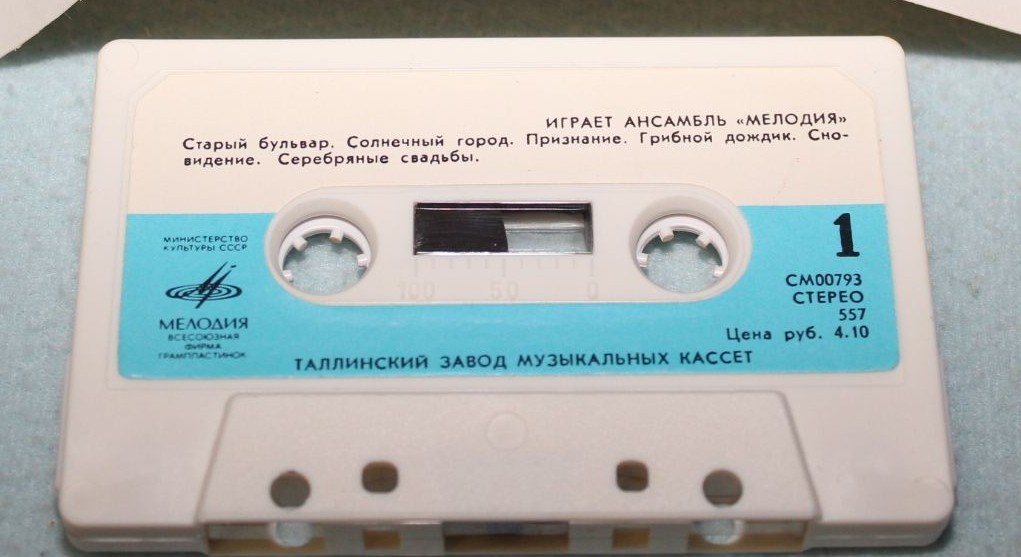 ИГРАЕТ АНСАМБЛЬ «МЕЛОДИЯ»
Старый бульвар. Солнечный город. Признание. Грибной дождик. Сно-
видение. Серебряные свадьбы.
МИНИСТЕРСТВО
КУЛЬТУРЫ СССР
МЕЛОДИЯ
ВСЕСОЮЗНАЯ
ФИРМА
ГРАМПЛАСТИНОК
1
СМ00793
СТЕРЕО
557
Цена руб. 4.10
100 50 0
ТАЛЛИНСКИЙ ЗАВОД МУЗЫКАЛЬНЫХ КАССЕТ